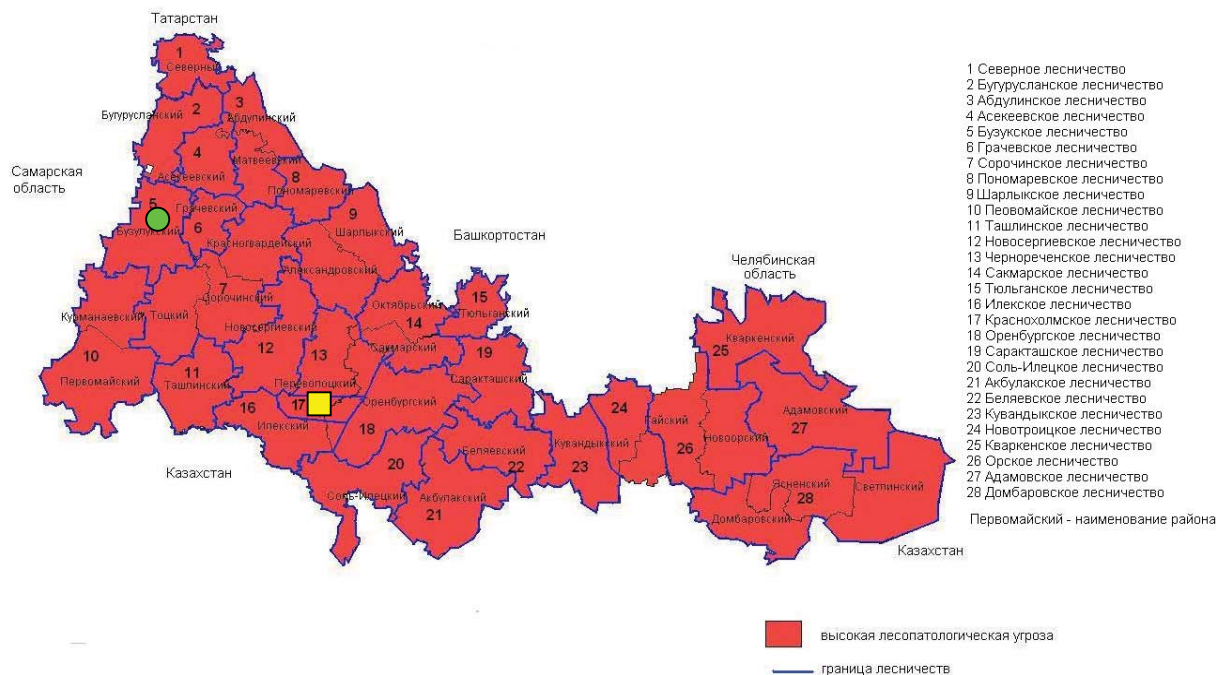 Татарстан
1
Северный
Бугурусланский
2
3
Абдулинский
4
Матвеевский
Асекеевский
8
Пономаревский
Самарская
область
5
Бузулукский
Грачевский
6
9
Шарлыкский
Красногвардейский
Башкортостан
Александровский
Челябинская
область
7
Сорочинский
Октябрьский
15
Тюльганский
Курманаевский
Тоцкий
Новосергиевский
14
Сакмарский
25
Кваркенский
10
Первомайский
11
Ташлинский
12
13
Переволоцкий
19
Саракташский
16
17
Илекский
Оренбургский
18
24
Гайский
Адамовский
27
Казахстан
20
Беляевский
22
Кувандыкский
23
26
Новоорский
Соль-Илецкий
Акбулакский
21
Ясненский
28
Светлинский
Домбаровский
Казахстан
1 Северное лесничество
2 Бугурусланское лесничество
3 Абдулинское лесничество
4 Асекеевское лесничество
5 Бузукское лесничество
6 Грачевское лесничество
7 Сорочинское лесничество
8 Пономаревское лесничество
9 Шарлыкское лесничество
10 Пеовомайское лесничество
11 Ташлинское лесничество
12 Новосергиевское лесничество
13 Чернореченское лесничество
14 Сакмарское лесничество
15 Тюльганское лесничество
16 Илекское лесничество
17 Краснохолмское лесничество
18 Оренбургское лесничество
19 Саракташское лесничество
20 Соль-Илецкое лесничество
21 Акбулакское лесничество
22 Беляевское лесничество
23 Кувандыкское лесничество
24 Новотроицкое лесничество
25 Кваркенское лесничество
26 Орское лесничество
27 Адамовское лесничество
28 Домбаровское лесничество
Первомайский - наименование района
высокая лесопатологическая угроза
граница лесничеств